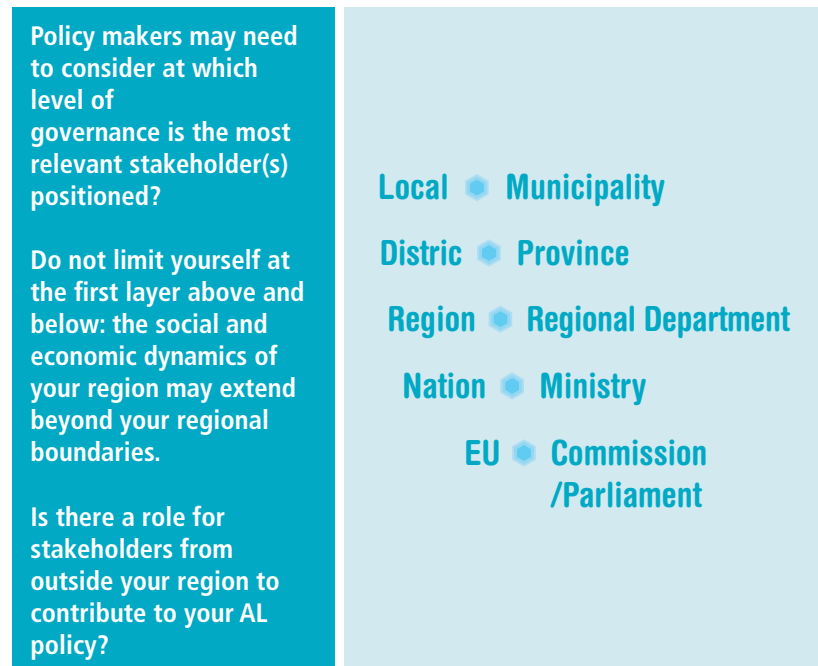 Policy makers may need
to consider at which
level of
governance is the most
relevant stakeholder(s)
positioned?
Do not limit yourself at
the first layer above and
below: the social and
economic dynamics of
your region may extend
beyond your regional
boundaries.
Is there a role for
stakeholders from
outside your region to
contribute to your AL
policy?
Local Municipality
Distric Province
Region Regional Department
Nation Ministry
EU Commission
/Parliament